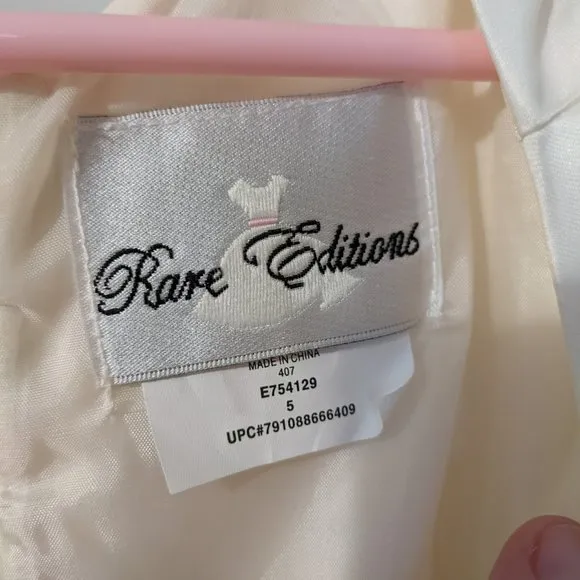 Rare Editions
MADE IN CHINA
407
E754129
5
UPC#791088666409